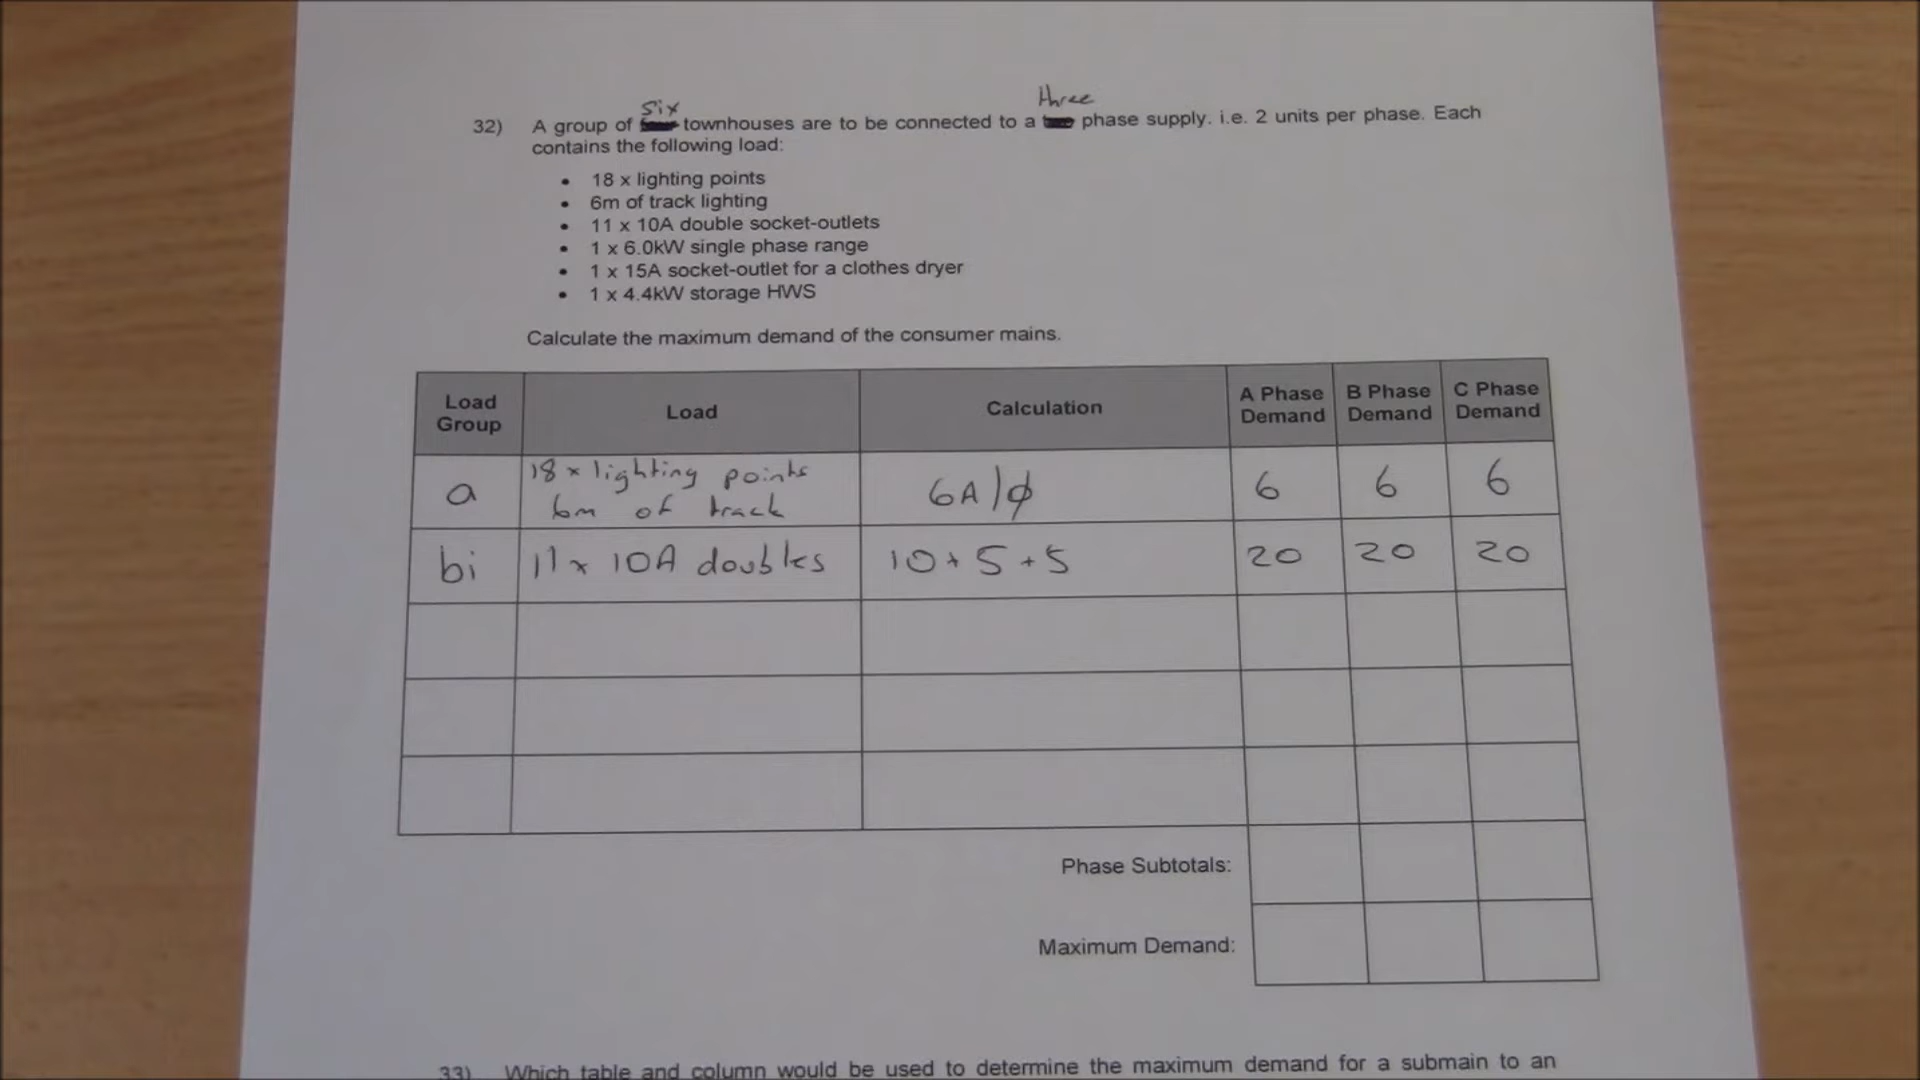 six three
32) A group of townhouses are to be connected to a phase supply. i.e. 2 units per phase. Each
contains the following load:
• 18 x lighting points
• 6m of track lighting
• 11 x 10A double socket-outlets
• 1 x 6.0kW single phase range
• 1 x 15A socket-outlet for a clothes dryer
• 1 x 4.4kW storage HWS
Calculate the maximum demand of the consumer mains.
Load Group Load Calculation A Phase Demand B Phase Demand C Phase Demand
a 18 x lighting points 6m of track 6A/ϕ 6 6 6
bi 11 x 10A doubles 10 + 5 + 5 20 20 20
Phase Subtotals:
Maximum Demand:
33) Which table and column would be used to determine the maximum demand for a submain to an